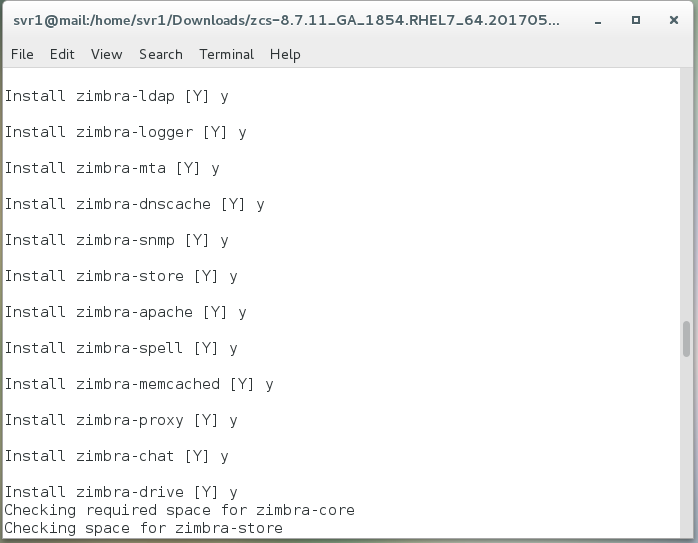 svr1@mail:/home/svr1/Downloads/zcs-8.7.11_GA_1854.RHEL7_64.201705...
File Edit View Search Terminal Help
Install zimbra-ldap [Y] y
Install zimbra-logger [Y] y
Install zimbra-mta [Y] y
Install zimbra-dnscache [Y] y
Install zimbra-snmp [Y] y
Install zimbra-store [Y] y
Install zimbra-apache [Y] y
Install zimbra-spell [Y] y
Install zimbra-memcached [Y] y
Install zimbra-proxy [Y] y
Install zimbra-chat [Y] y
Install zimbra-drive [Y] y
Checking required space for zimbra-core
Checking space for zimbra-store